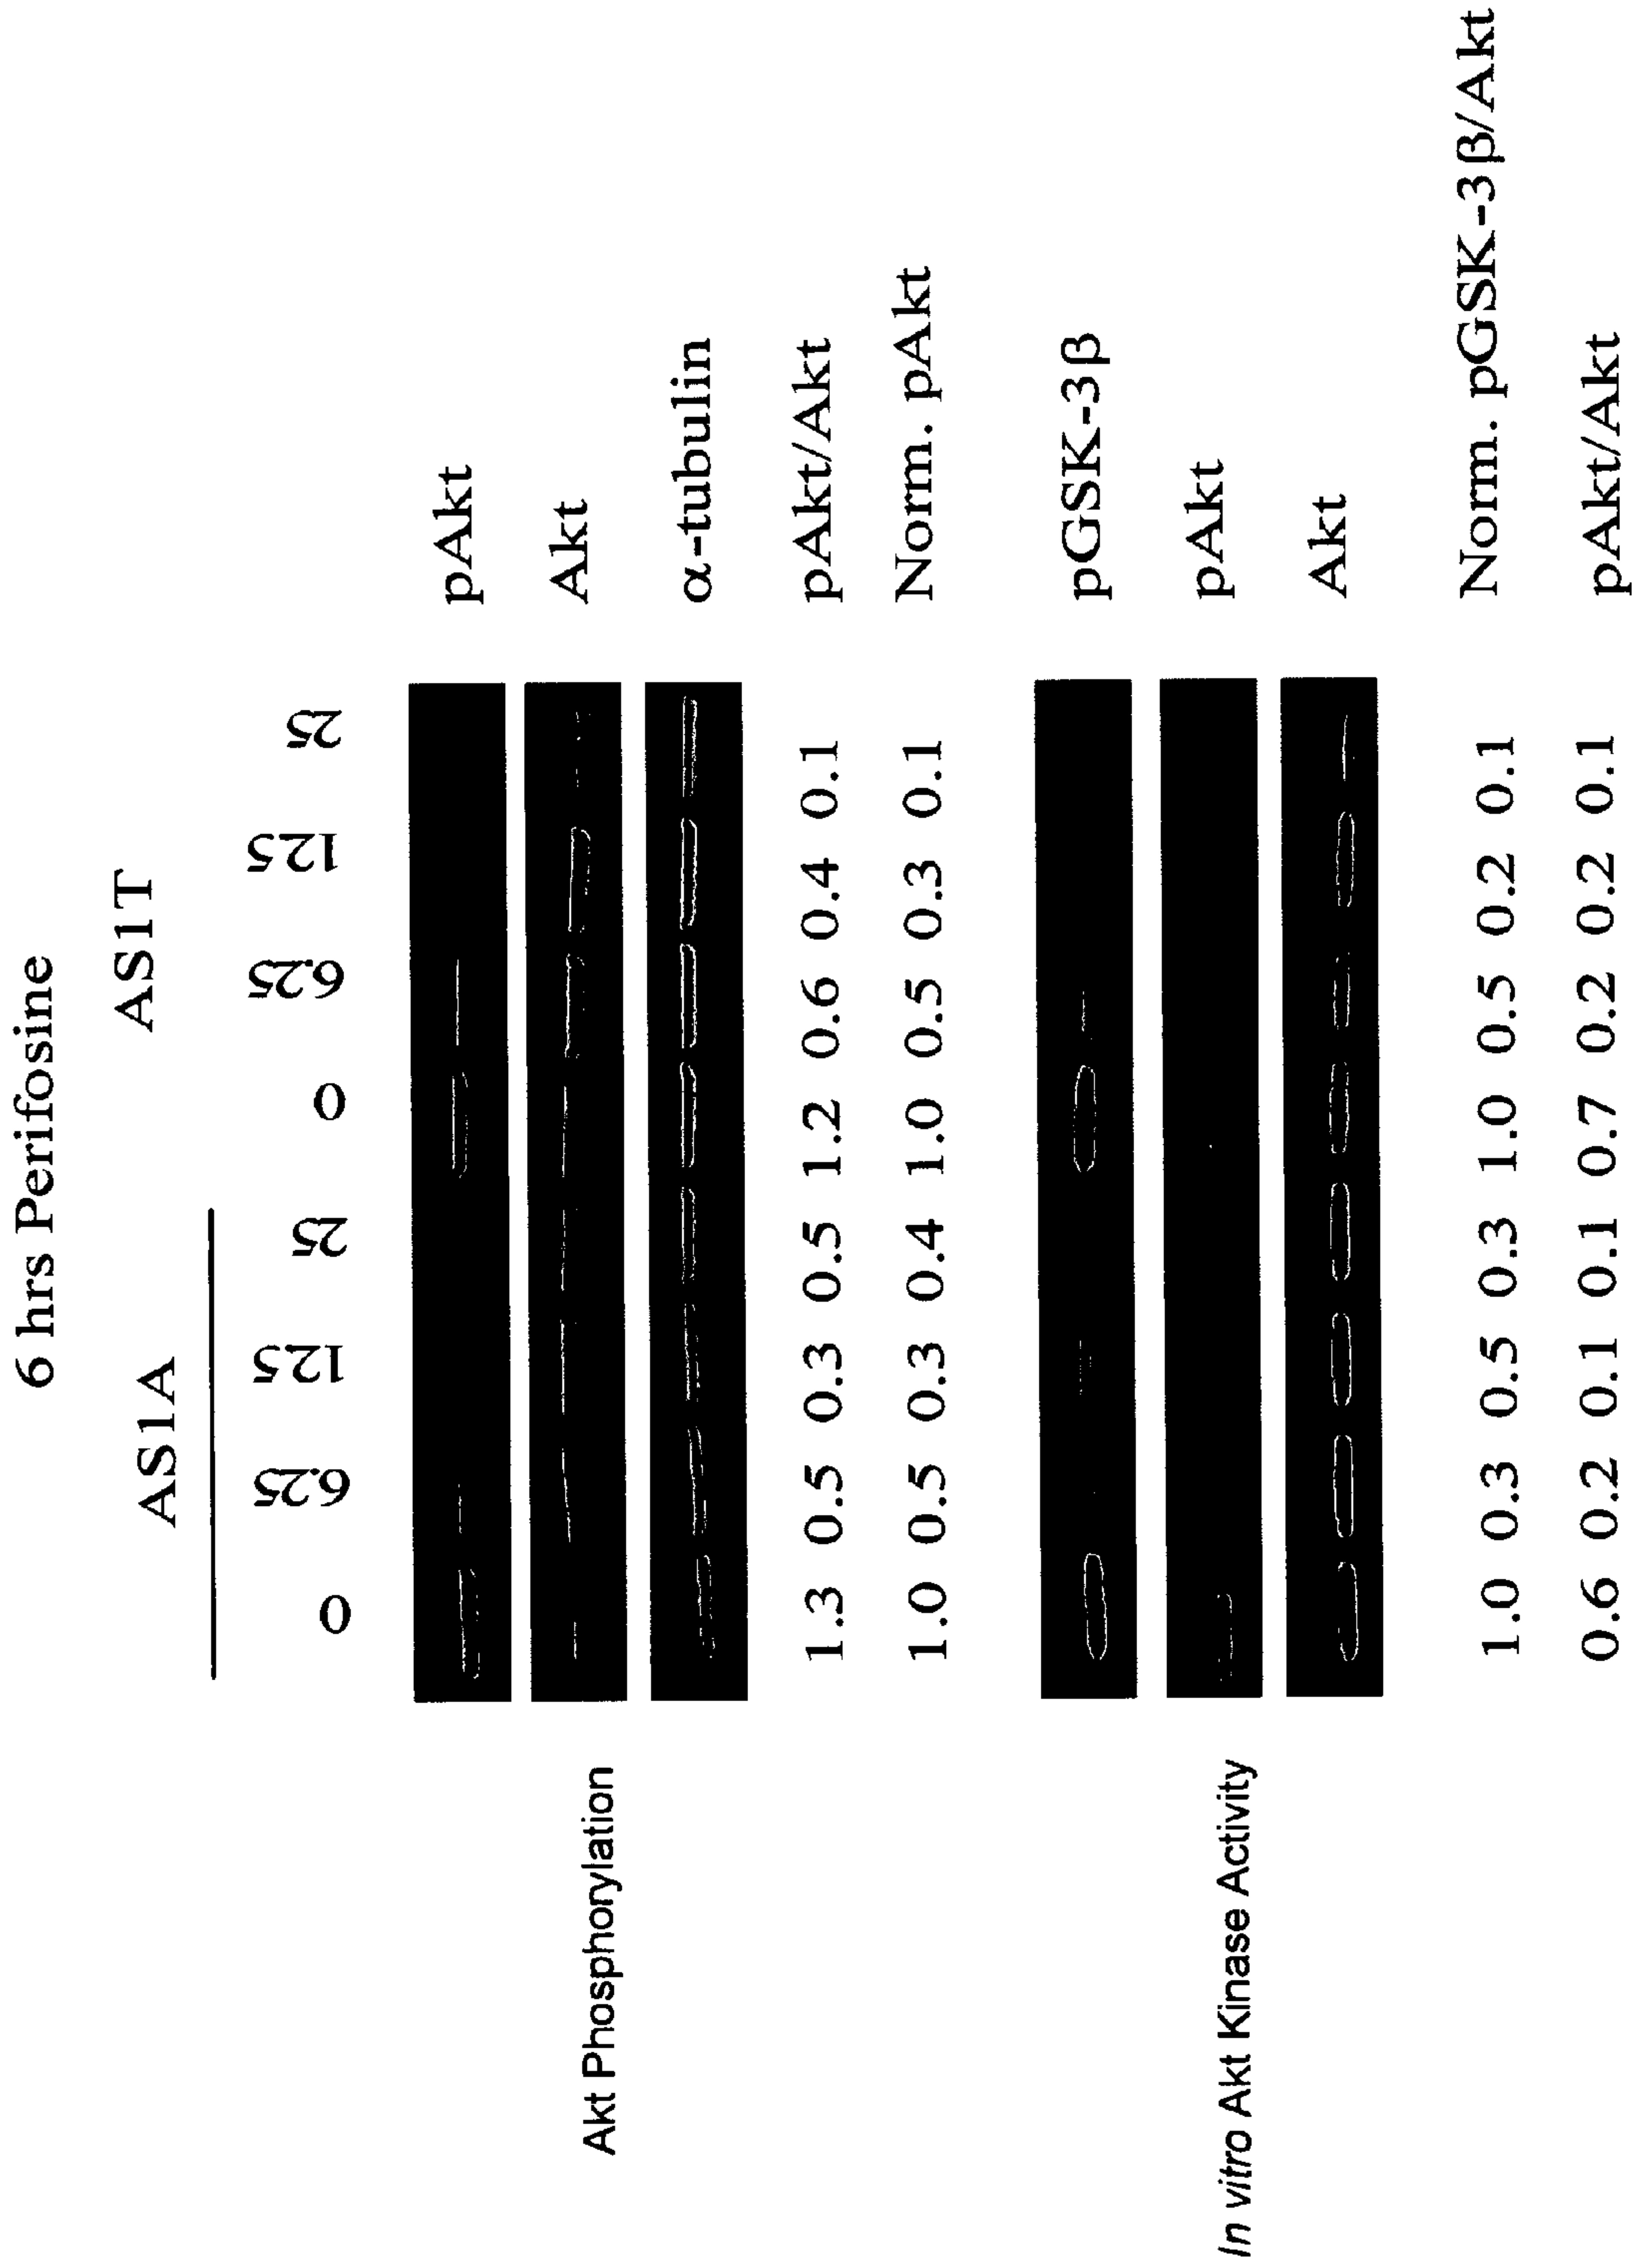 6 hrs Perifosine
AS1A AS1T
0 6.25 12.5 25 0 6.25 12.5 25
Akt Phosphorylation
pAkt
Akt
α-tubulin
1.3 0.5 0.3 0.5 1.2 0.6 0.4 0.1 pAkt/Akt
1.0 0.5 0.3 0.4 1.0 0.5 0.3 0.1 Norm. pAkt
In vitro Akt Kinase Activity
pGSK-3β
pAkt
Akt
1.0 0.3 0.5 0.3 1.0 0.5 0.2 0.1 Norm. pGSK-3β/Akt
0.6 0.2 0.1 0.1 0.7 0.2 0.2 0.1 pAkt/Akt